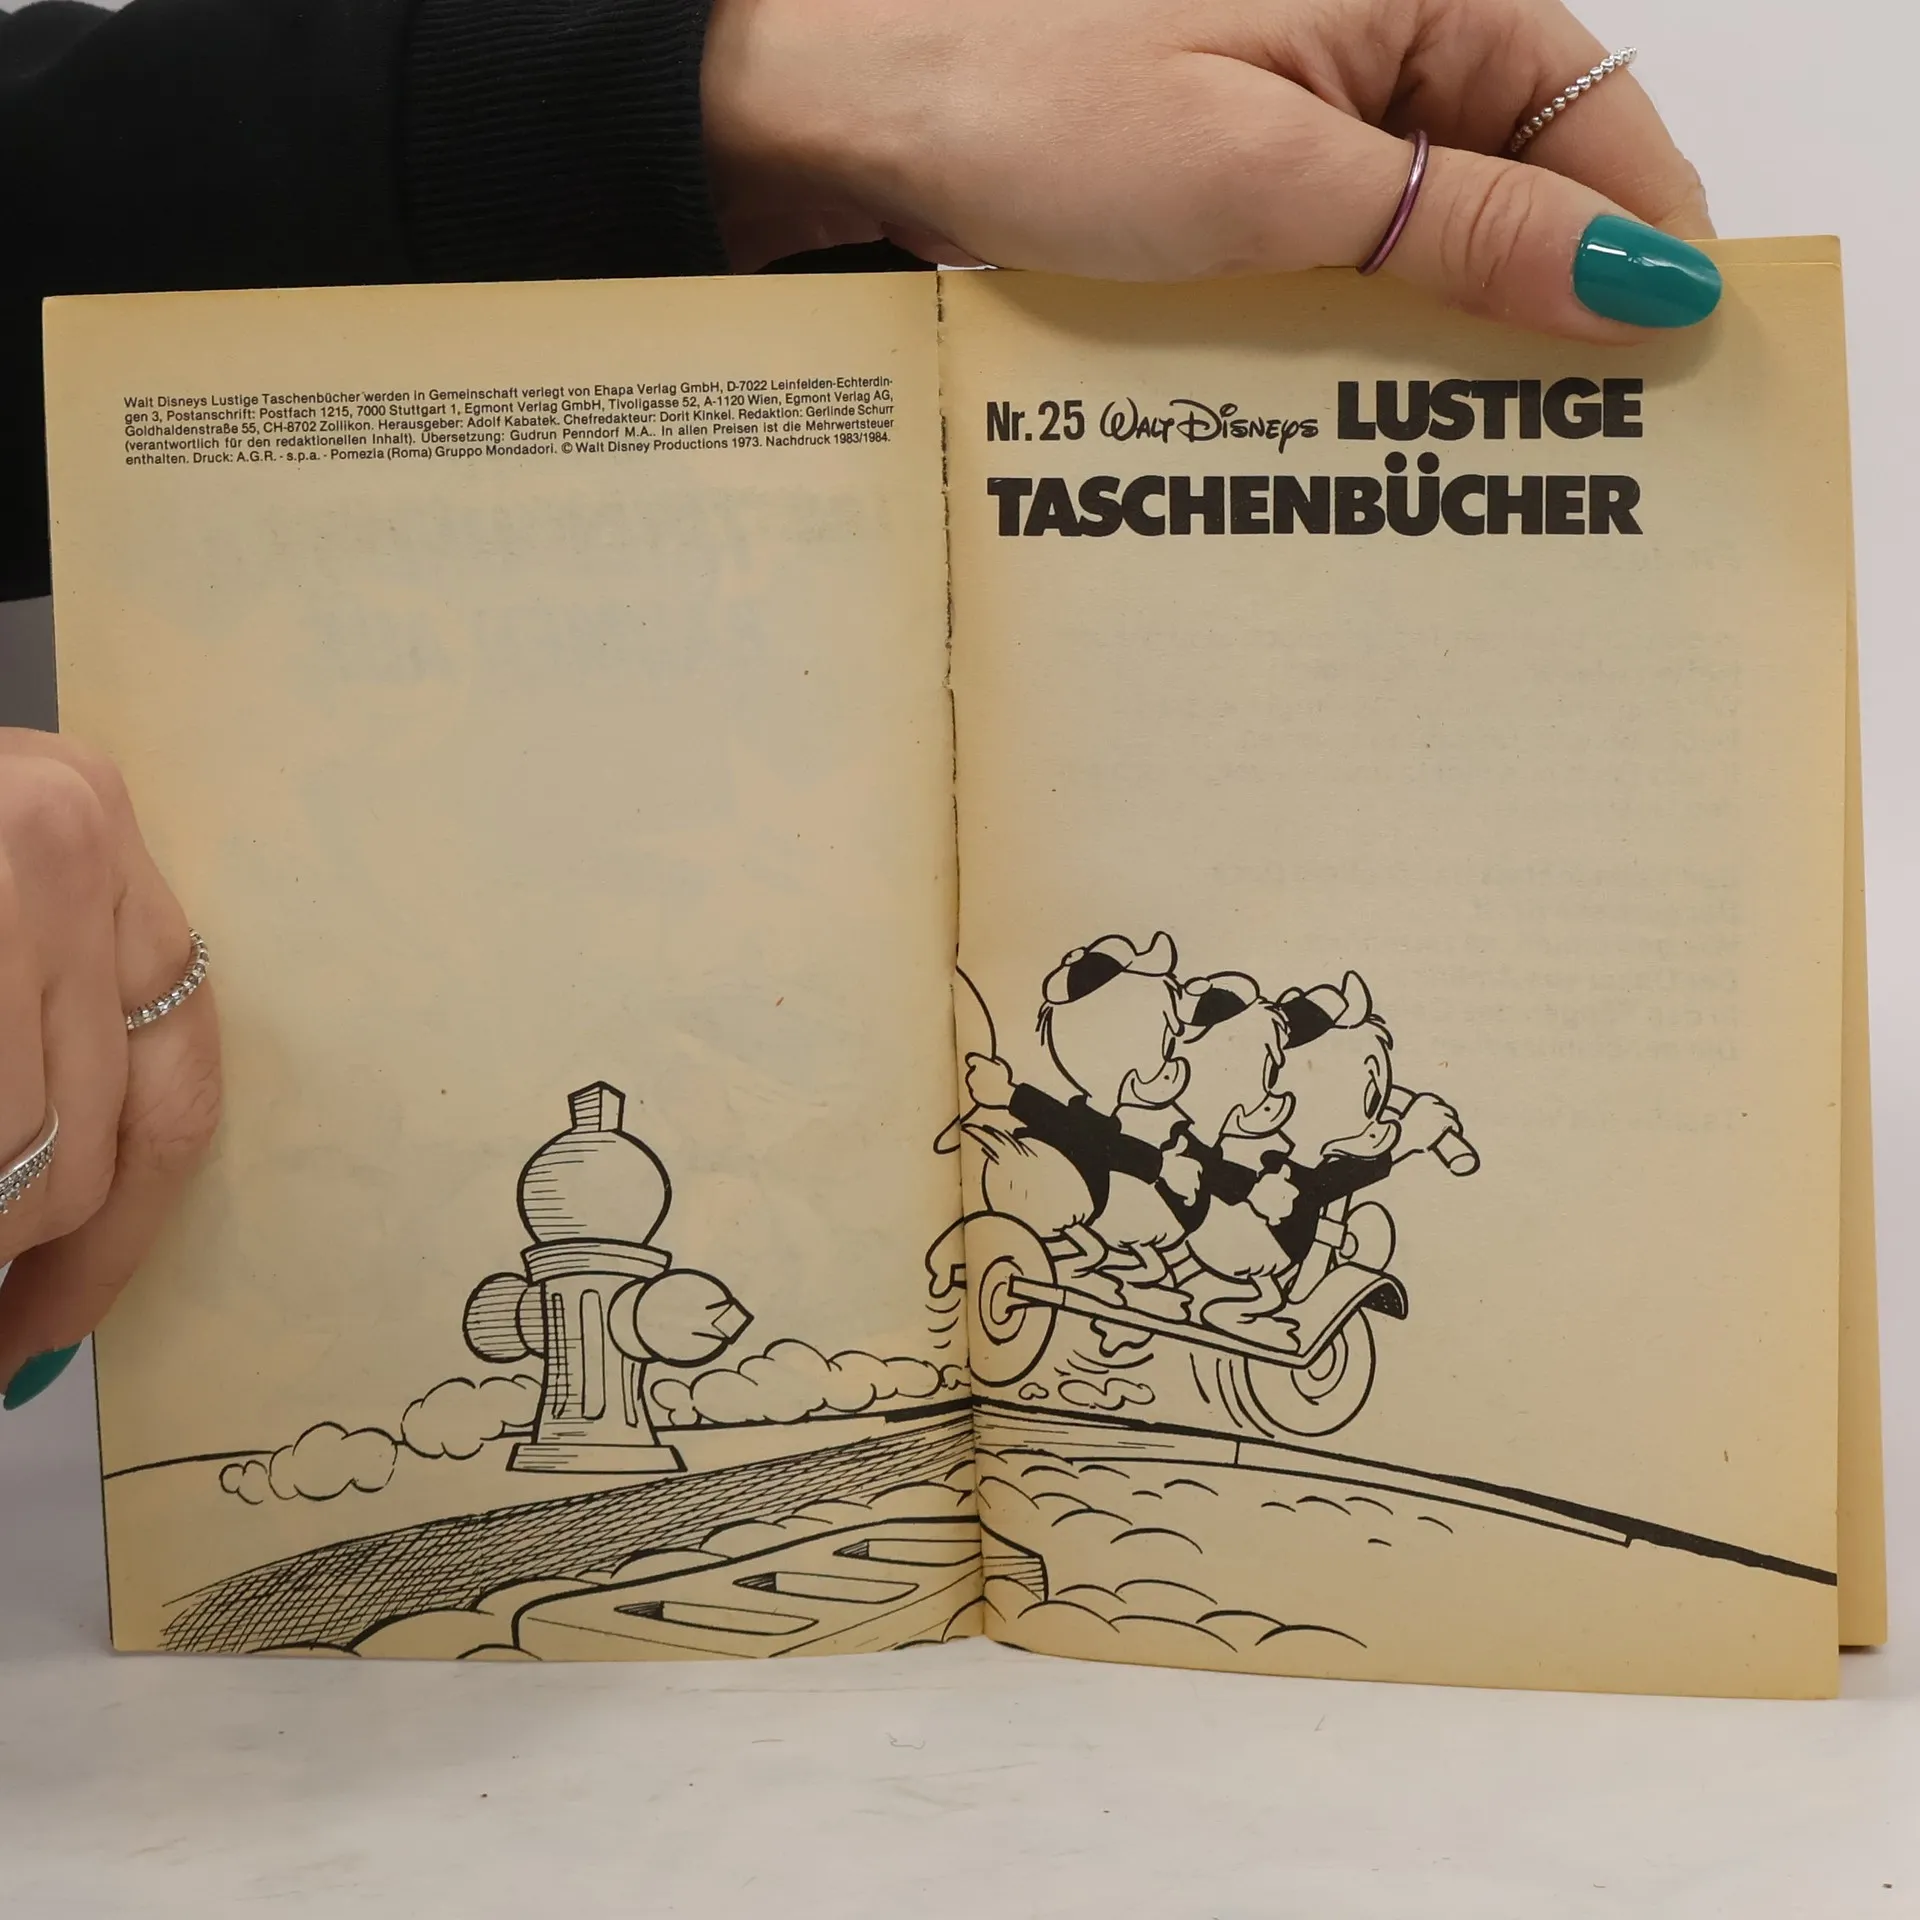 Walt Disneys Lustige Taschenbücher werden in Gemeinschaft verlegt von Ehapa Verlag GmbH, D-7022 Leinfelden-Echterdin-
gen 3, Postanschrift: Postfach 1215, 7000 Stuttgart 1, Egmont Verlag GmbH, Tivoligasse 52, A-1120 Wien, Egmont Verlag AG,
Goldhaldenstraße 55, CH-8702 Zollikon. Herausgeber: Adolf Kabatek. Chefredakteur: Dorit Kinkel. Redaktion: Gerlinde Schurr
(verantwortlich für den redaktionellen Inhalt). Übersetzung: Gudrun Penndorf M.A.. In allen Preisen ist die Mehrwertsteuer
enthalten. Druck: A.G.R. - s.p.a. - Pomezia (Roma) Gruppo Mondadori. © Walt Disney Productions 1973. Nachdruck 1983/1984.
Nr. 25 Walt Disneys LUSTIGE
TASCHENBÜCHER